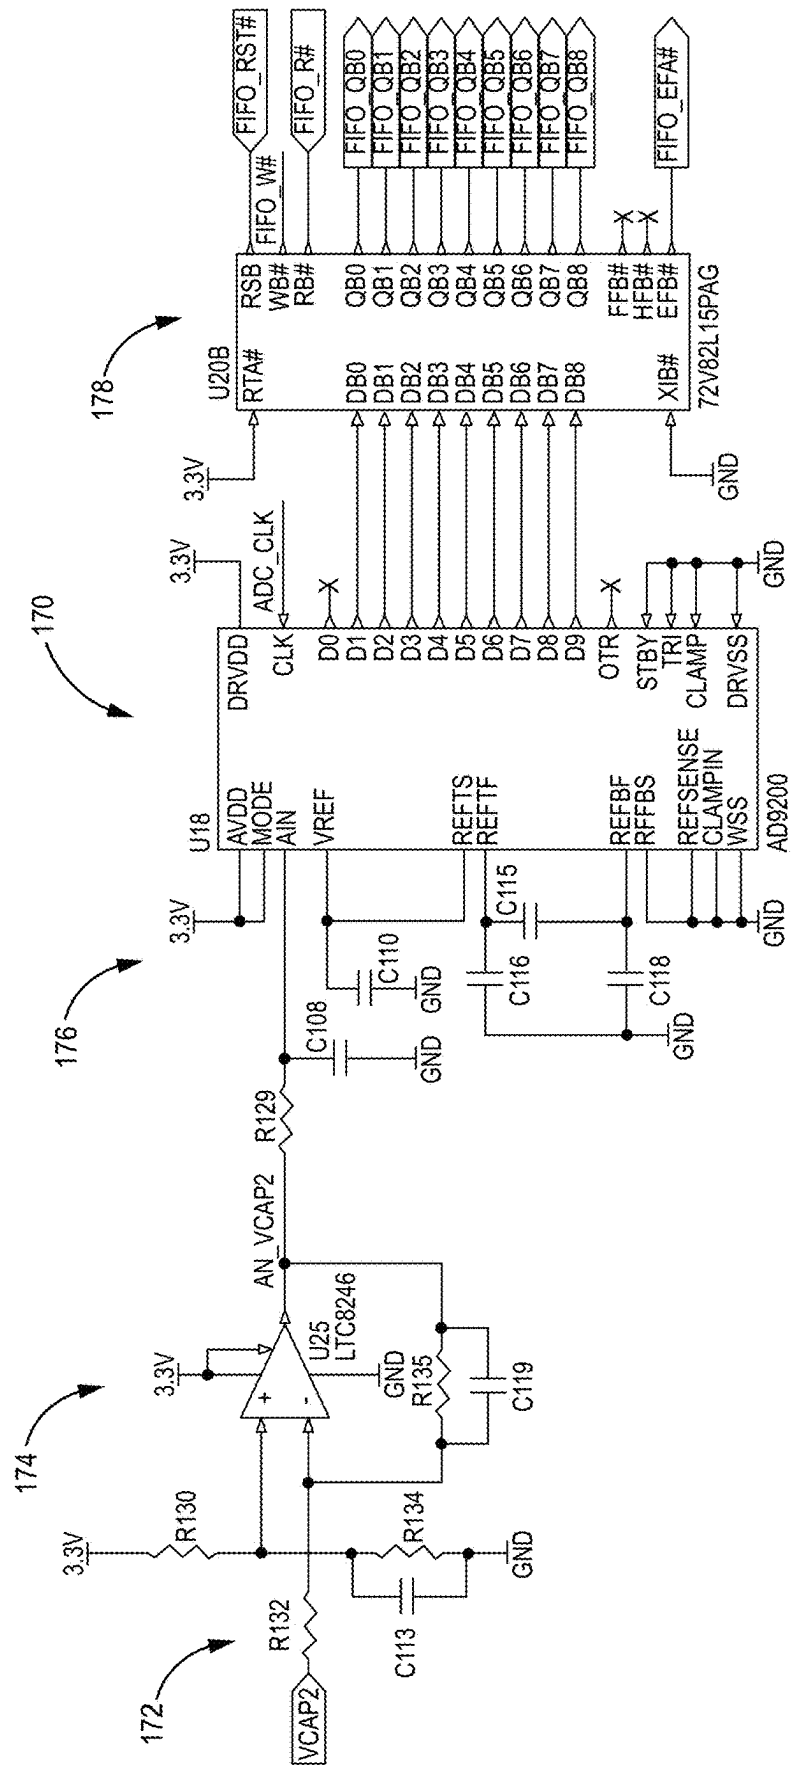 172
VCAP2
R132
3.3V
R130
C113
R134
GND
174
3.3V
+
-
U25
LTC8246
GND
R135
C119
AN_VCAP2
R129
C108
GND
176
3.3V
C110
GND
C116
C115
C118
GND
GND
170
U18
AVDD
MODE
AIN
VREF
REFTS
REFTF
REFBF
RFFBS
REFSENSE
CLAMPIN
WSS
AD9200
DRVDD
CLK
D0
D1
D2
D3
D4
D5
D6
D7
D8
D9
OTR
STBY
TRI
CLAMP
DRVSS
3.3V
ADC_CLK
X
X
GND
178
3.3V
GND
U20B
RTA#
DB0
DB1
DB2
DB3
DB4
DB5
DB6
DB7
DB8
XIB#
72V82L15PAG
RSB
WB#
RB#
QB0
QB1
QB2
QB3
QB4
QB5
QB6
QB7
QB8
FFB#
HFB#
EFB#
X
X
FIFO_RST#
FIFO_W#
FIFO_R#
FIFO_QB0
FIFO_QB1
FIFO_QB2
FIFO_QB3
FIFO_QB4
FIFO_QB5
FIFO_QB6
FIFO_QB7
FIFO_QB8
FIFO_EFA#